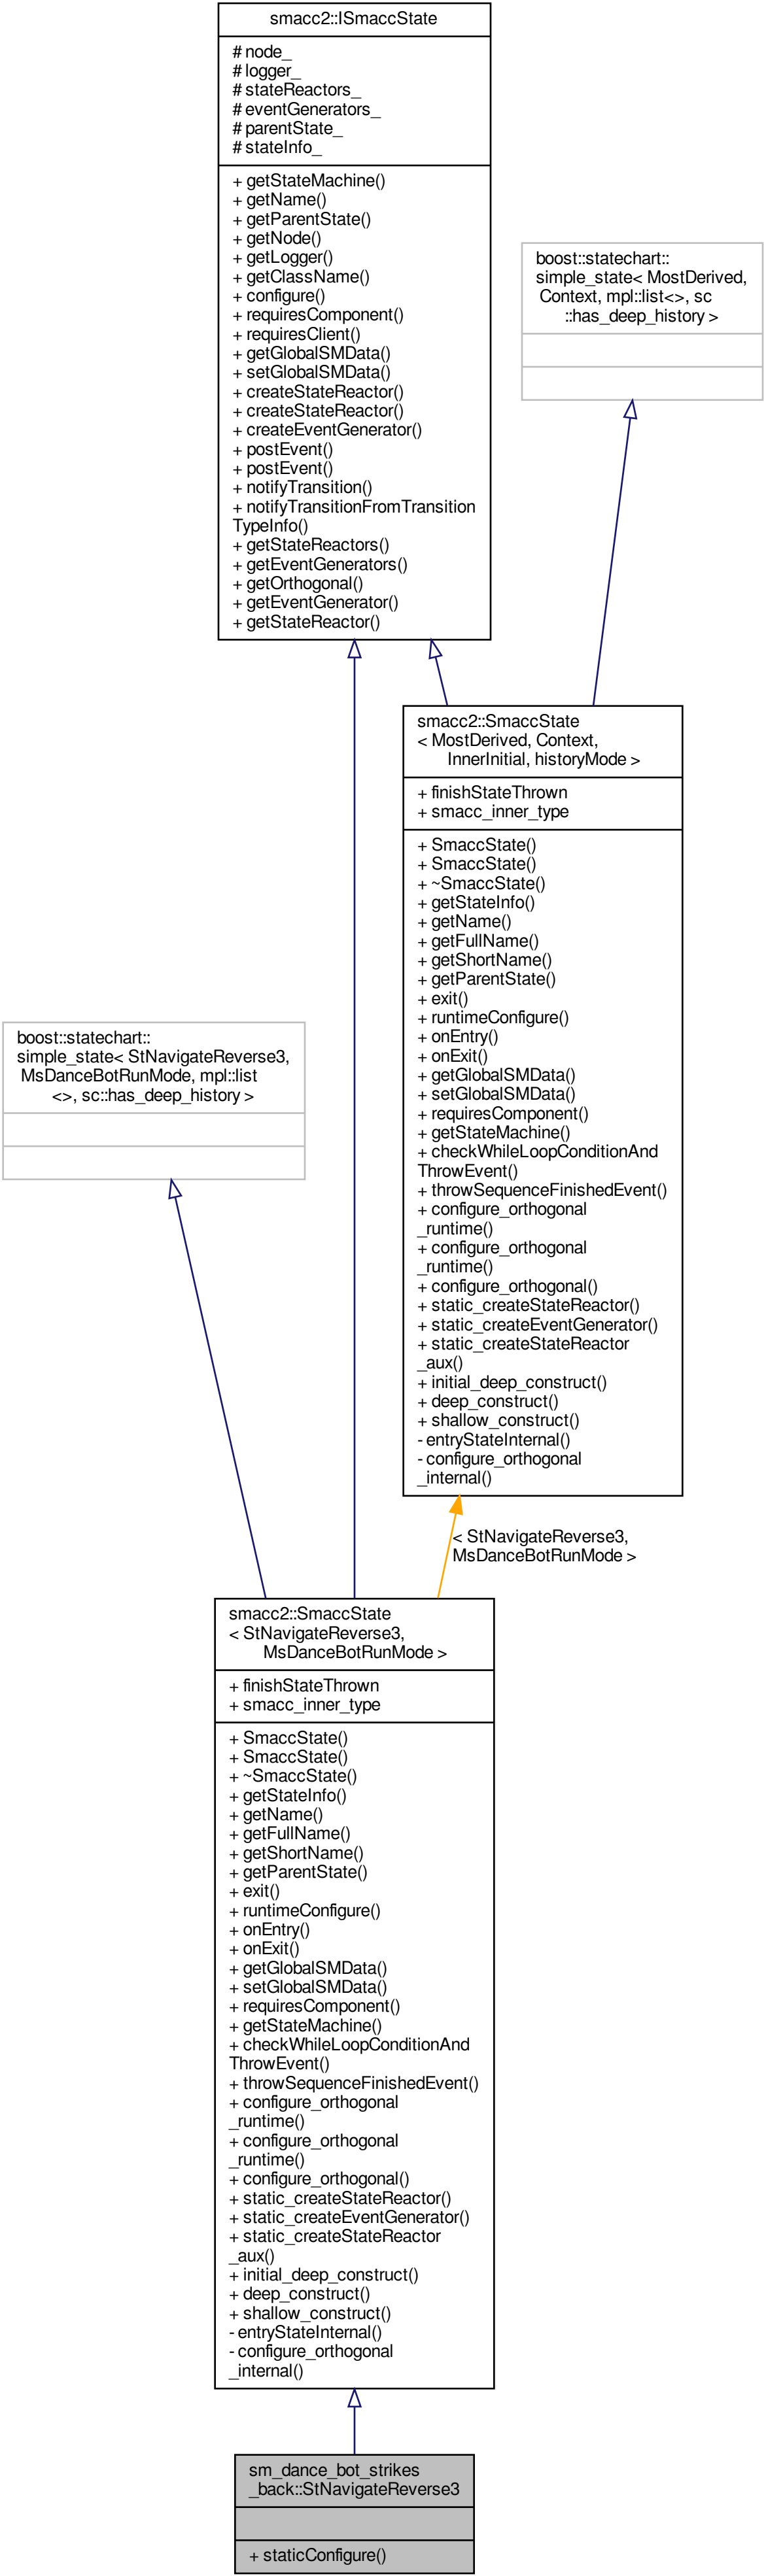 smacc2::ISmaccState
# node_
# logger_
# stateReactors_
# eventGenerators_
# parentState_
# stateInfo_
+ getStateMachine()
+ getName()
+ getParentState()
+ getNode()
+ getLogger()
+ getClassName()
+ configure()
+ requiresComponent()
+ requiresClient()
+ getGlobalSMData()
+ setGlobalSMData()
+ createStateReactor()
+ createStateReactor()
+ createEventGenerator()
+ postEvent()
+ postEvent()
+ notifyTransition()
+ notifyTransitionFromTransition
TypeInfo()
+ getStateReactors()
+ getEventGenerators()
+ getOrthogonal()
+ getEventGenerator()
+ getStateReactor()
boost::statechart::
simple_state< MostDerived,
Context, mpl::list<>, sc
::has_deep_history >
smacc2::SmaccState
< MostDerived, Context,
InnerInitial, historyMode >
+ finishStateThrown
+ smacc_inner_type
+ SmaccState()
+ SmaccState()
+ ~SmaccState()
+ getStateInfo()
+ getName()
+ getFullName()
+ getShortName()
+ getParentState()
+ exit()
+ runtimeConfigure()
+ onEntry()
+ onExit()
+ getGlobalSMData()
+ setGlobalSMData()
+ requiresComponent()
+ getStateMachine()
+ checkWhileLoopConditionAnd
ThrowEvent()
+ throwSequenceFinishedEvent()
+ configure_orthogonal
_runtime()
+ configure_orthogonal
_runtime()
+ configure_orthogonal()
+ static_createStateReactor()
+ static_createEventGenerator()
+ static_createStateReactor
_aux()
+ initial_deep_construct()
+ deep_construct()
+ shallow_construct()
- entryStateInternal()
- configure_orthogonal
_internal()
boost::statechart::
simple_state< StNavigateReverse3,
MsDanceBotRunMode, mpl::list
<>, sc::has_deep_history >
< StNavigateReverse3,
MsDanceBotRunMode >
smacc2::SmaccState
< StNavigateReverse3,
MsDanceBotRunMode >
+ finishStateThrown
+ smacc_inner_type
+ SmaccState()
+ SmaccState()
+ ~SmaccState()
+ getStateInfo()
+ getName()
+ getFullName()
+ getShortName()
+ getParentState()
+ exit()
+ runtimeConfigure()
+ onEntry()
+ onExit()
+ getGlobalSMData()
+ setGlobalSMData()
+ requiresComponent()
+ getStateMachine()
+ checkWhileLoopConditionAnd
ThrowEvent()
+ throwSequenceFinishedEvent()
+ configure_orthogonal
_runtime()
+ configure_orthogonal
_runtime()
+ configure_orthogonal()
+ static_createStateReactor()
+ static_createEventGenerator()
+ static_createStateReactor
_aux()
+ initial_deep_construct()
+ deep_construct()
+ shallow_construct()
- entryStateInternal()
- configure_orthogonal
_internal()
sm_dance_bot_strikes
_back::StNavigateReverse3
+ staticConfigure()